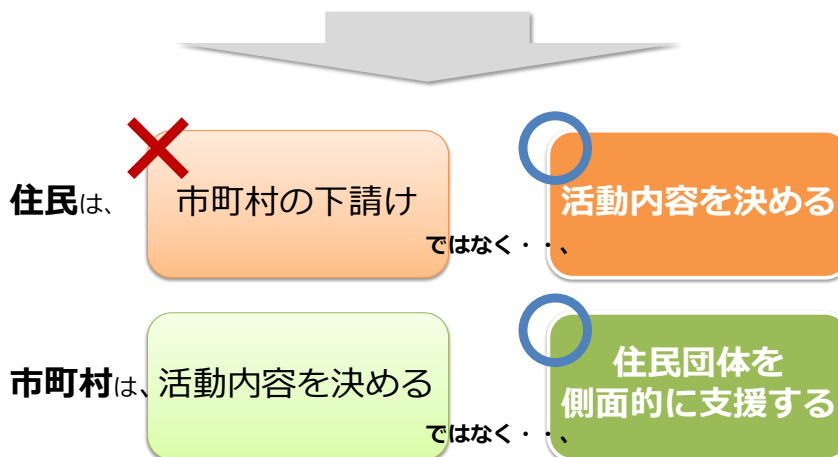 住民は、
市町村の下請け
ではなく・・、
活動内容を決める
市町村は、
活動内容を決める
ではなく・・、
住民団体を
側面的に支援する